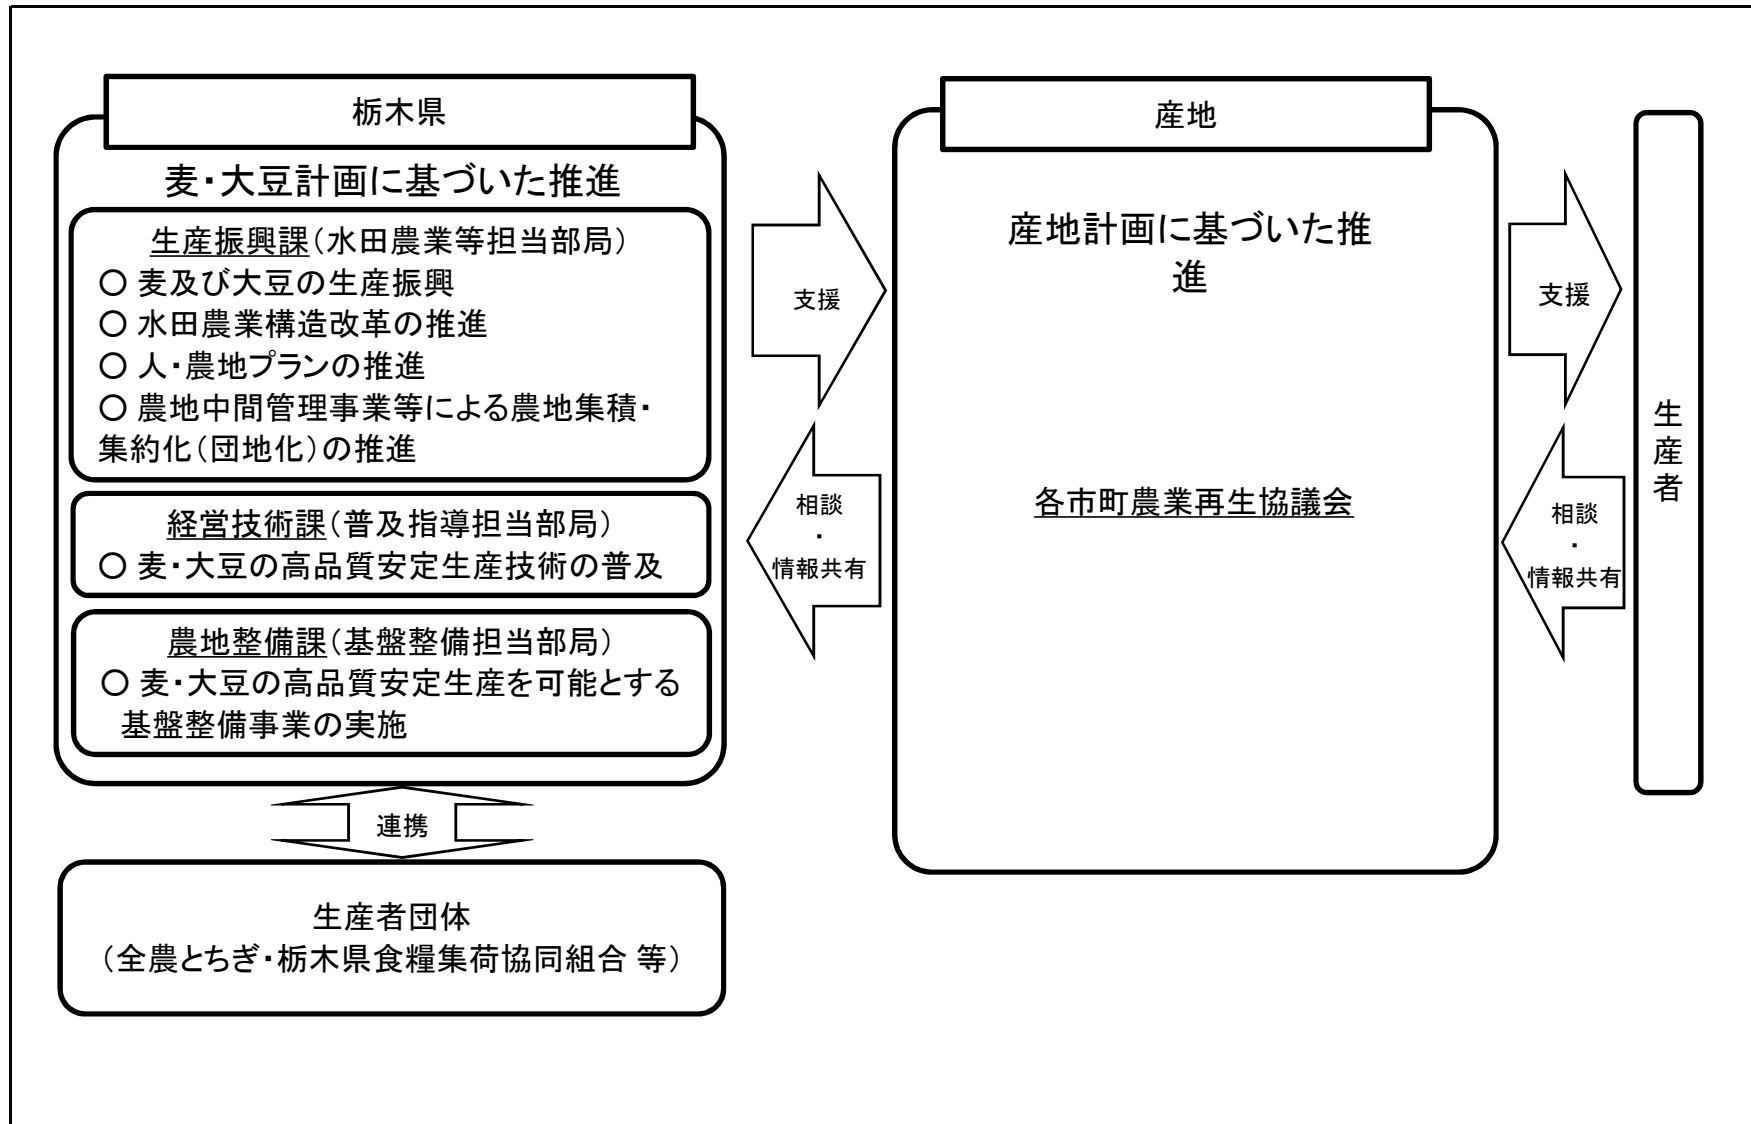 栃木県
麦・大豆計画に基づいた推進
生産振興課（水田農業等担当部局）
○ 麦及び大豆の生産振興
○ 水田農業構造改革の推進
○ 人・農地プランの推進
○ 農地中間管理事業等による農地集積・
集約化（団地化）の推進
経営技術課（普及指導担当部局）
○ 麦・大豆の高品質安定生産技術の普及
農地整備課（基盤整備担当部局）
○ 麦・大豆の高品質安定生産を可能とする
基盤整備事業の実施
連携
生産者団体
（全農とちぎ・栃木県食糧集荷協同組合 等）
支援
相談
・
情報共有
産地
産地計画に基づいた推
進
各市町農業再生協議会
支援
相談
・
情報共有
生産者